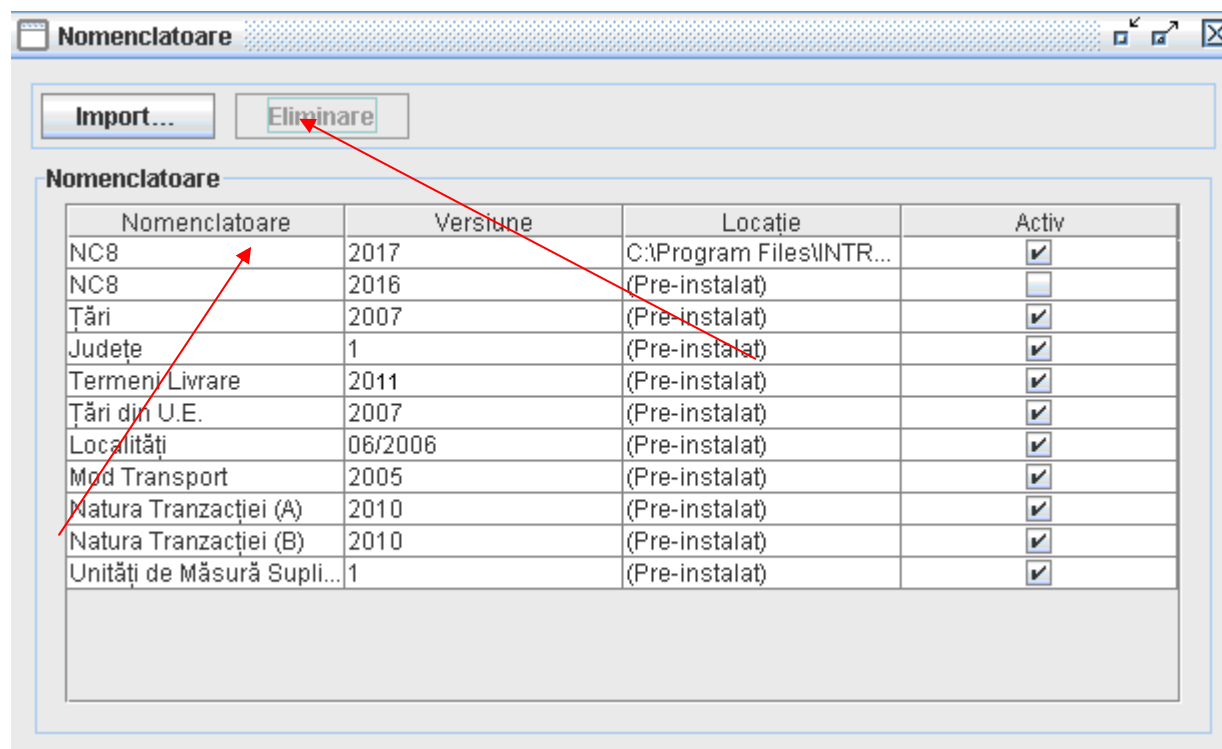 Nomenclatoare
Import... Eliminare
Nomenclatoare
Nomenclatoare Versiune Locație Activ
NC8 2017 C:\Program Files\INTR...
NC8 2016 (Pre-instalat)
Țări 2007 (Pre-instalat)
Județe 1 (Pre-instalat)
Termeni Livrare 2011 (Pre-instalat)
Țări din U.E. 2007 (Pre-instalat)
Localități 06/2006 (Pre-instalat)
Mod Transport 2005 (Pre-instalat)
Natura Tranzacției (A) 2010 (Pre-instalat)
Natura Tranzacției (B) 2010 (Pre-instalat)
Unități de Măsură Supli... 1 (Pre-instalat)